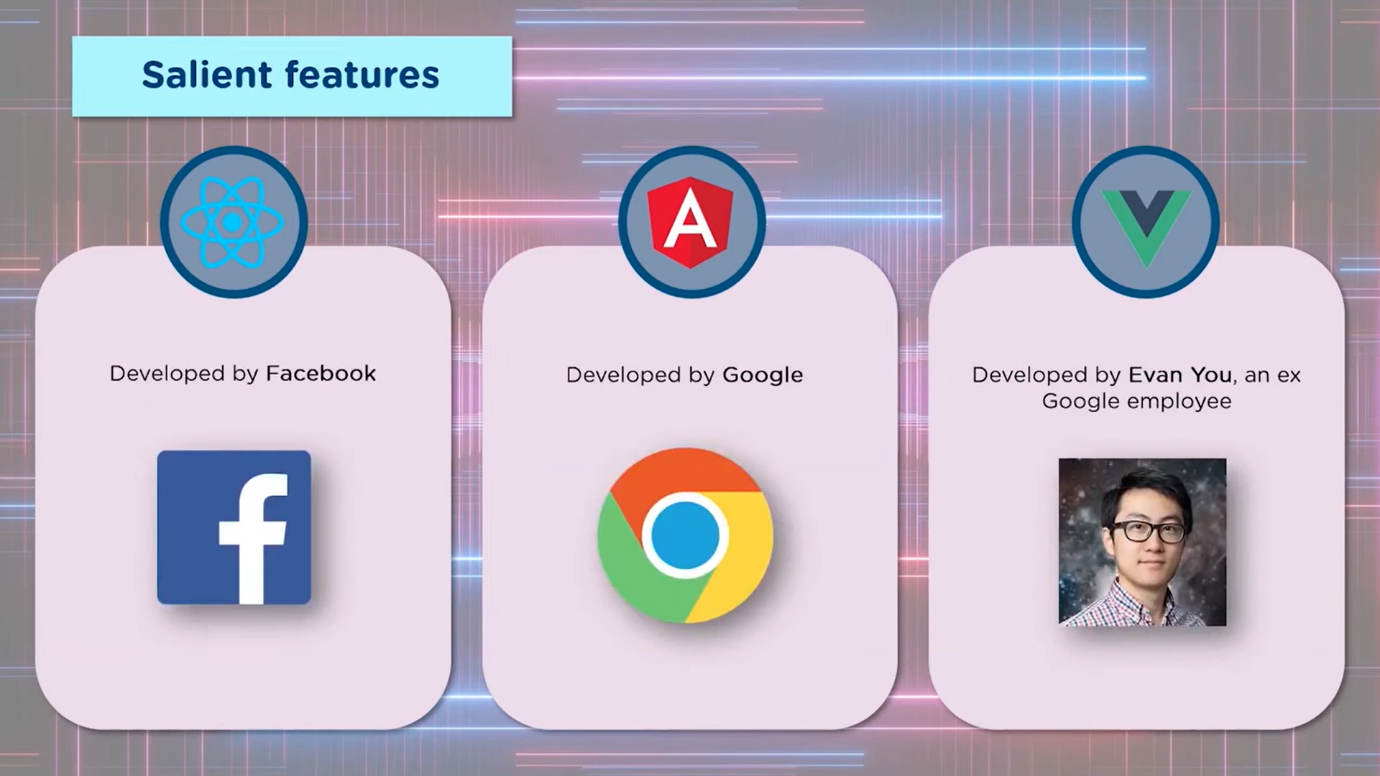 Salient features
Developed by Facebook
Developed by Google
Developed by Evan You, an ex
Google employee